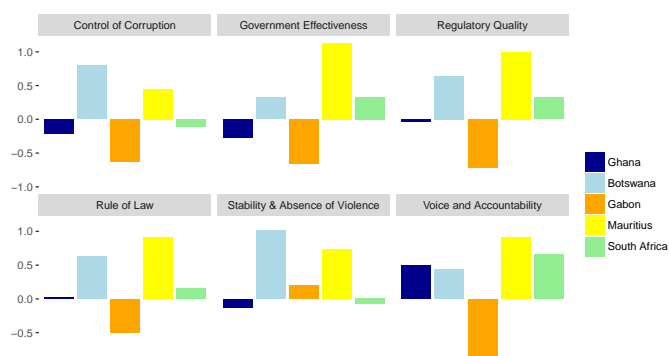 Control of Corruption Government Effectiveness Regulatory Quality
1.0
0.5
0.0
−0.5
−1.0
Rule of Law Stability & Absence of Violence Voice and Accountability
1.0
0.5
0.0
−0.5
Ghana
Botswana
Gabon
Mauritius
South Africa